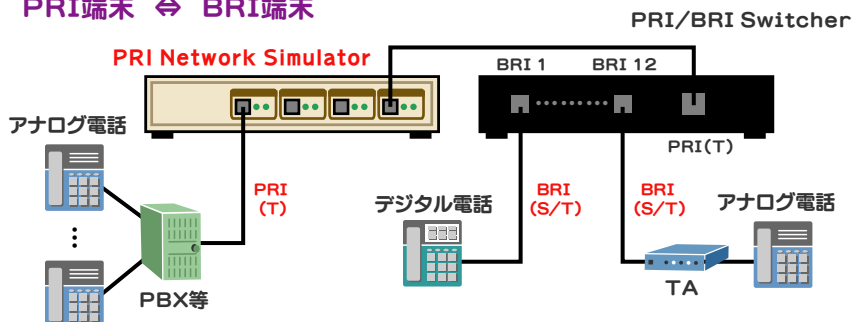 PRI端末 ⇔ BRI端末
PRI/BRI Switcher
PRI Network Simulator
BRI 1
BRI 12
アナログ電話
PRI(T)
PRI
(T)
デジタル電話
BRI
(S/T)
BRI
(S/T)
アナログ電話
PBX等
TA